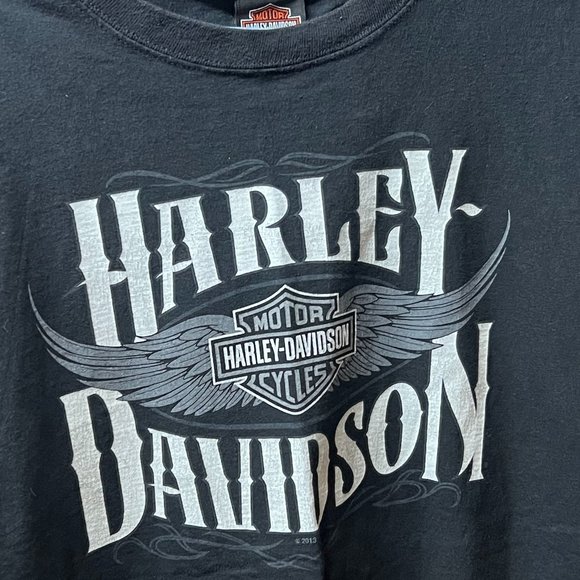 MOTOR
HARLEY-DAVIDSON
HARLEY-
MOTOR
HARLEY-DAVIDSON
CYCLES
DAVIDSON
© 2013